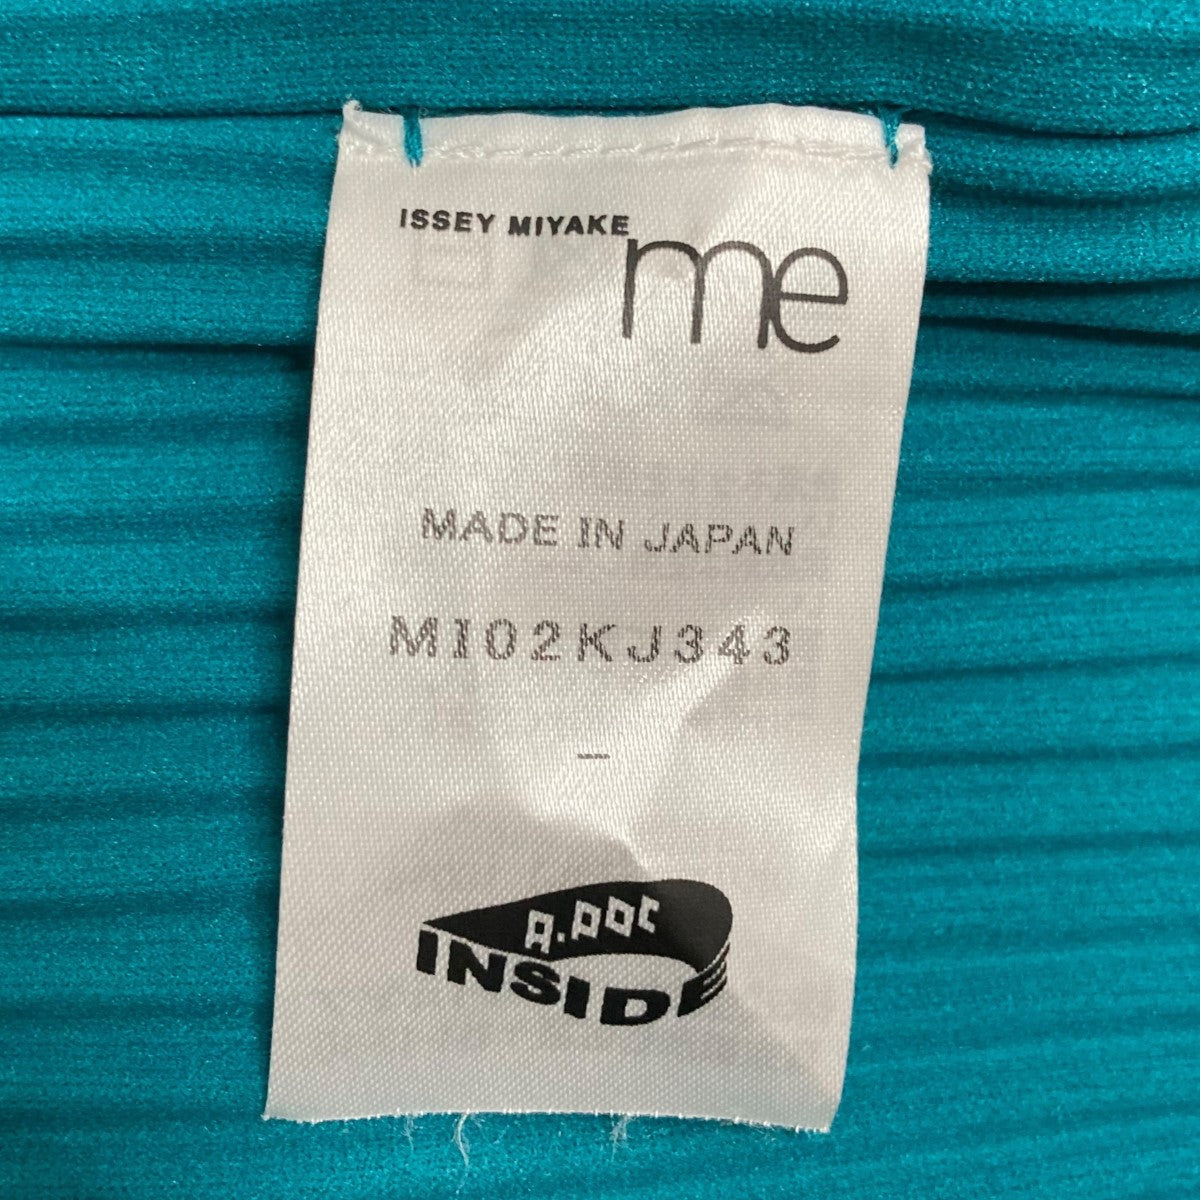 ISSEY MIYAKE
me
MADE IN JAPAN
MI02KJ343
—
A.POC
INSIDE